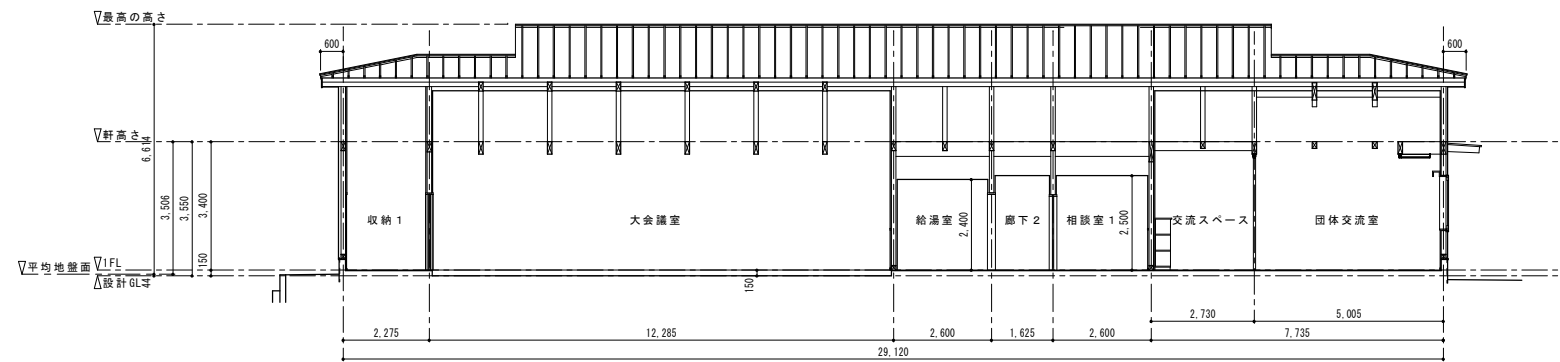 ▽最高の高さ
600
600
▽軒高さ
6,614
3,506
3,550
3,400
収納1
大会議室
給湯室
2,400
廊下2
相談室1
2,500
交流スペース
団体交流室
▽平均地盤面
▽1FL
150
△設計GL
44
150
2,730
5,005
2,275
12,285
2,600
1,625
2,600
7,735
29,120